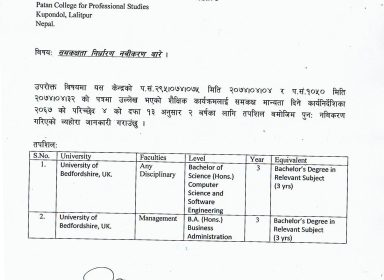 Patan College for Professional Studies
Kupondol, Lalitpur
Nepal.
विषय: समकक्षता निर्धारण नवीकरण बारे ।
उपरोक्त विषयमा यस केन्द्रको प.सं.२९५।०७४।०७५ मिति २०७४।०४।०४ र प.सं.१०५० मिति
२०७४।०४।३२ को पत्रमा उल्लेख भएको शैक्षिक कार्यक्रमलाई समकक्ष मान्यता दिने कार्यनिर्देशिका
२०६७ को परिच्छेद ४ को दफा १३ अनुसार २ बर्षका लागि तपशिल बमोजिम पुन: नविकरण
गरिएको व्यहोरा जानकारी गराउँछु ।
तपशिल:
S.No. University Faculties Level Year Equivalent
1. University of Bedfordshire, UK. Any Disciplinary Bachelor of Science (Hons.) Computer Science and Software Engineering 3 Bachelor's Degree in Relevant Subject (3 yrs)
2. University of Bedfordshire, UK. Management B.A. (Hons.) Business Administration 3 Bachelor's Degree in Relevant Subject (3 yrs)